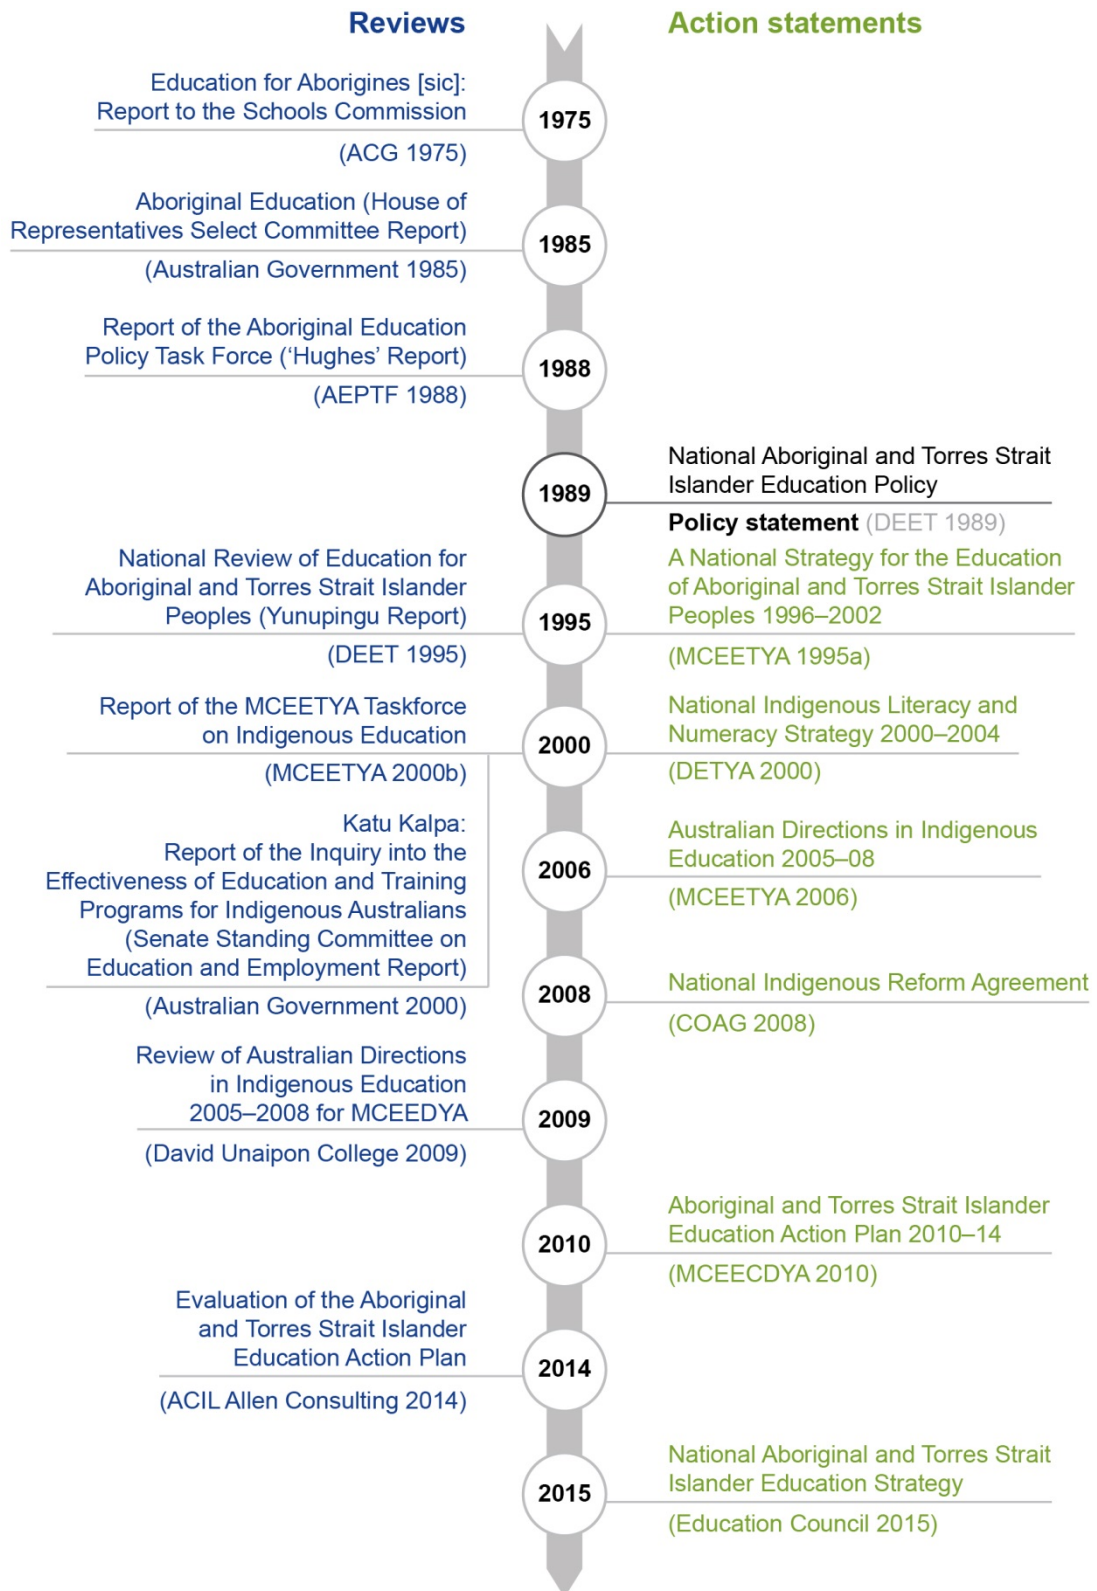 Reviews
Action statements
Education for Aborigines [sic]:
Report to the Schools Commission
(ACG 1975)
1975
Aboriginal Education (House of
Representatives Select Committee Report)
(Australian Government 1985)
1985
Report of the Aboriginal Education
Policy Task Force (‘Hughes’ Report)
(AEPTF 1988)
1988
1989
National Aboriginal and Torres Strait
Islander Education Policy
Policy statement (DEET 1989)
National Review of Education for
Aboriginal and Torres Strait Islander
Peoples (Yunupingu Report)
(DEET 1995)
1995
A National Strategy for the Education
of Aboriginal and Torres Strait Islander
Peoples 1996–2002
(MCEETYA 1995a)
Report of the MCEETYA Taskforce
on Indigenous Education
(MCEETYA 2000b)
2000
National Indigenous Literacy and
Numeracy Strategy 2000–2004
(DETYA 2000)
Katu Kalpa:
Report of the Inquiry into the
Effectiveness of Education and Training
Programs for Indigenous Australians
(Senate Standing Committee on
Education and Employment Report)
(Australian Government 2000)
2006
Australian Directions in Indigenous
Education 2005–08
(MCEETYA 2006)
2008
National Indigenous Reform Agreement
(COAG 2008)
Review of Australian Directions
in Indigenous Education
2005–2008 for MCEEDYA
(David Unaipon College 2009)
2009
2010
Aboriginal and Torres Strait Islander
Education Action Plan 2010–14
(MCEECDYA 2010)
Evaluation of the Aboriginal
and Torres Strait Islander
Education Action Plan
(ACIL Allen Consulting 2014)
2014
2015
National Aboriginal and Torres Strait
Islander Education Strategy
(Education Council 2015)